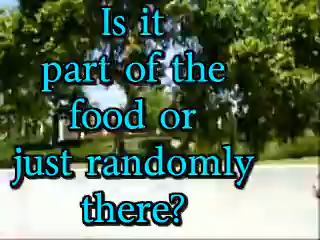 Is it
part of the
food or
just randomly
there?